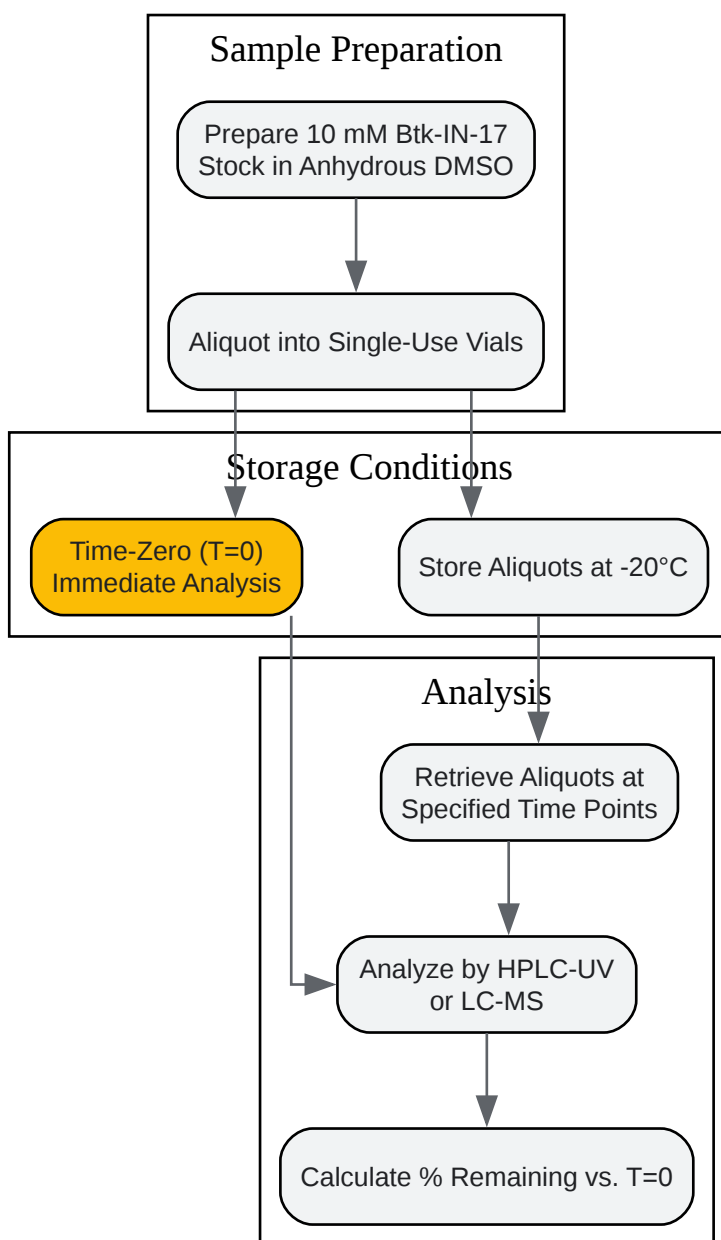 Sample Preparation
Prepare 10 mM Btk-IN-17
Stock in Anhydrous DMSO
Aliquot into Single-Use Vials
Storage Conditions
Time-Zero (T=0)
Immediate Analysis
Store Aliquots at -20°C
Analysis
Retrieve Aliquots at
Specified Time Points
Analyze by HPLC-UV
or LC-MS
Calculate % Remaining vs. T=0